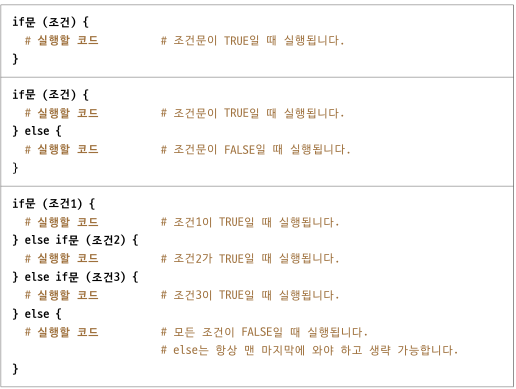 if문 (조건) {
# 실행할 코드 # 조건문이 TRUE일 때 실행됩니다.
}
if문 (조건) {
# 실행할 코드 # 조건문이 TRUE일 때 실행됩니다.
} else {
# 실행할 코드 # 조건문이 FALSE일 때 실행됩니다.
}
if문 (조건1) {
# 실행할 코드 # 조건1이 TRUE일 때 실행됩니다.
} else if문 (조건2) {
# 실행할 코드 # 조건2가 TRUE일 때 실행됩니다.
} else if문 (조건3) {
# 실행할 코드 # 조건3이 TRUE일 때 실행됩니다.
} else {
# 실행할 코드 # 모든 조건이 FALSE일 때 실행됩니다.
# else는 항상 맨 마지막에 와야 하고 생략 가능합니다.
}